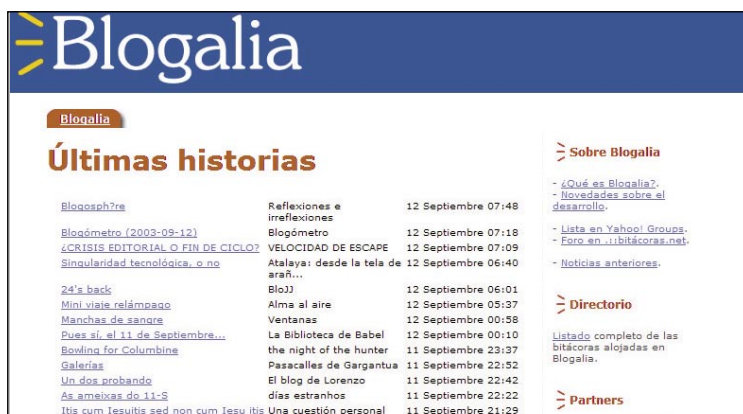 Blogalia
Blogalia
Últimas historias
Blogosph?re Reflexiones e irreflexiones 12 Septiembre 07:48
Blogómetro (2003-09-12) Blogómetro 12 Septiembre 07:18
¿CRISIS EDITORIAL O FIN DE CICLO? VELOCIDAD DE ESCAPE 12 Septiembre 07:09
Singularidad tecnológica, o no Atalaya: desde la tela de arañ... 12 Septiembre 06:40
24's back BloJJ 12 Septiembre 06:01
Mini viaje relámpago Alma al aire 12 Septiembre 05:37
Manchas de sangre Ventanas 12 Septiembre 00:58
Pues sí, el 11 de Septiembre... La Biblioteca de Babel 12 Septiembre 00:10
Bowling for Columbine the night of the hunter 11 Septiembre 23:37
Galerías Pasacalles de Gargantua 11 Septiembre 22:52
Un dos probando El blog de Lorenzo 11 Septiembre 22:42
As ameixas do 11-S días estranhos 11 Septiembre 22:22
Itis cum Jesuitis sed non cum Jesu itis Una cuestión personal 11 Septiembre 21:29
Sobre Blogalia
- ¿Qué es Blogalia?.
- Novedades sobre el
desarrollo.
- Lista en Yahoo! Groups.
- Foro en .::bitácoras.net.
- Noticias anteriores.
Directorio
Listado completo de las
bitácoras alojadas en
Blogalia.
Partners